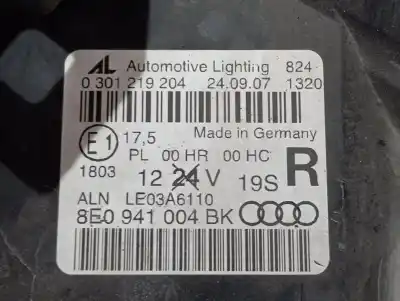 AL Automotive Lighting 824
0 301 219 204 24.09.07 1320
E1 17,5 Made in Germany
PL 00 HR 00 HC
1803 12 24 V 19S R
ALN LE03A6110
8E0 941 004 BK